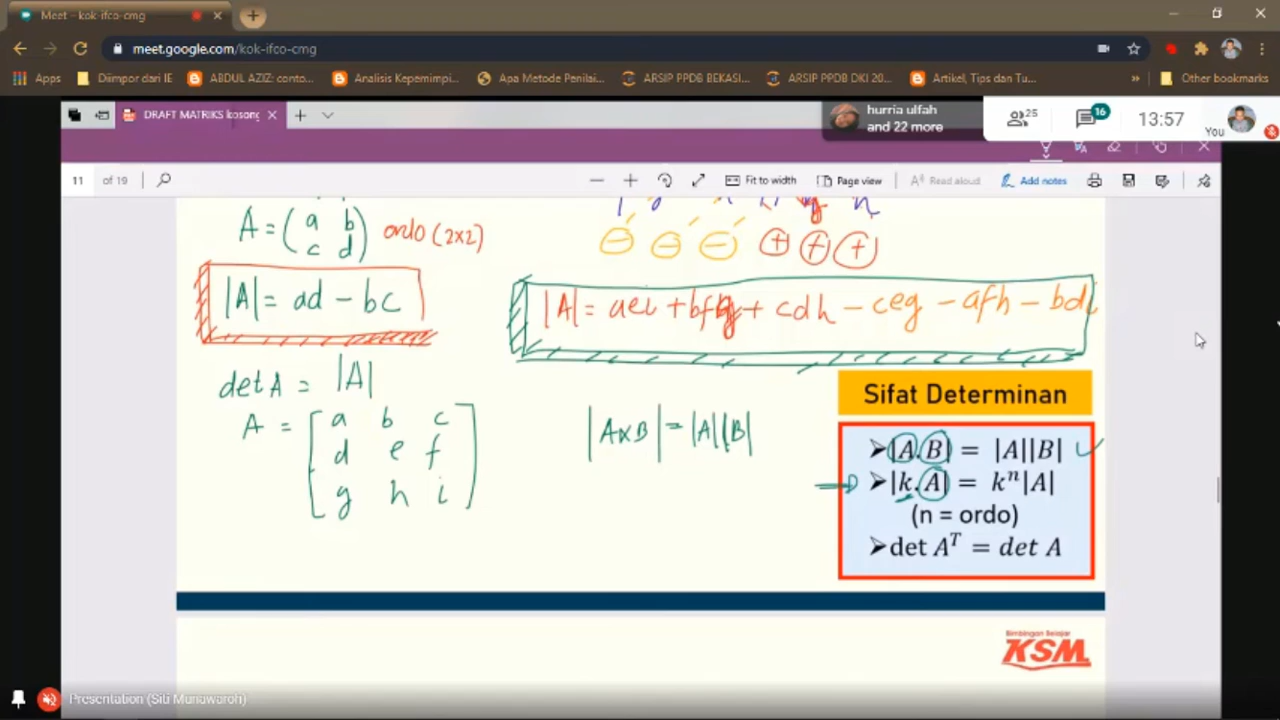 Meet – kok-ifco-cmg
meet.google.com/kok-ifco-cmg
Apps Diimpor dari IE ABDUL AZIZ: conto... Analisis Kepemimpi... Apa Metode Penilai... ARSIP PPDB BEKASI... ARSIP PPDB DKI 20... Artikel, Tips dan Tu... » Other bookmarks
DRAFT MATRIKS kosong
hurria ulfah
and 22 more
25 16 13:57 You
11 of 19 Fit to width Page view Read aloud Add notes
A = (a b
c d) ordo (2x2)
− − − + + +
|A| = ad − bc
|A| = aei + bfg + cdh − ceg − afh − bdi
det A = |A|
A = [a b c
d e f
g h i]
|A×B| = |A||B|
Sifat Determinan
➤|A.B| = |A||B| ✓
→ ➤|k.A| = kⁿ|A|
(n = ordo)
➤det Aᵀ = det A
Bimbingan Belajar
KSM
Presentation (Siti Munawaroh)